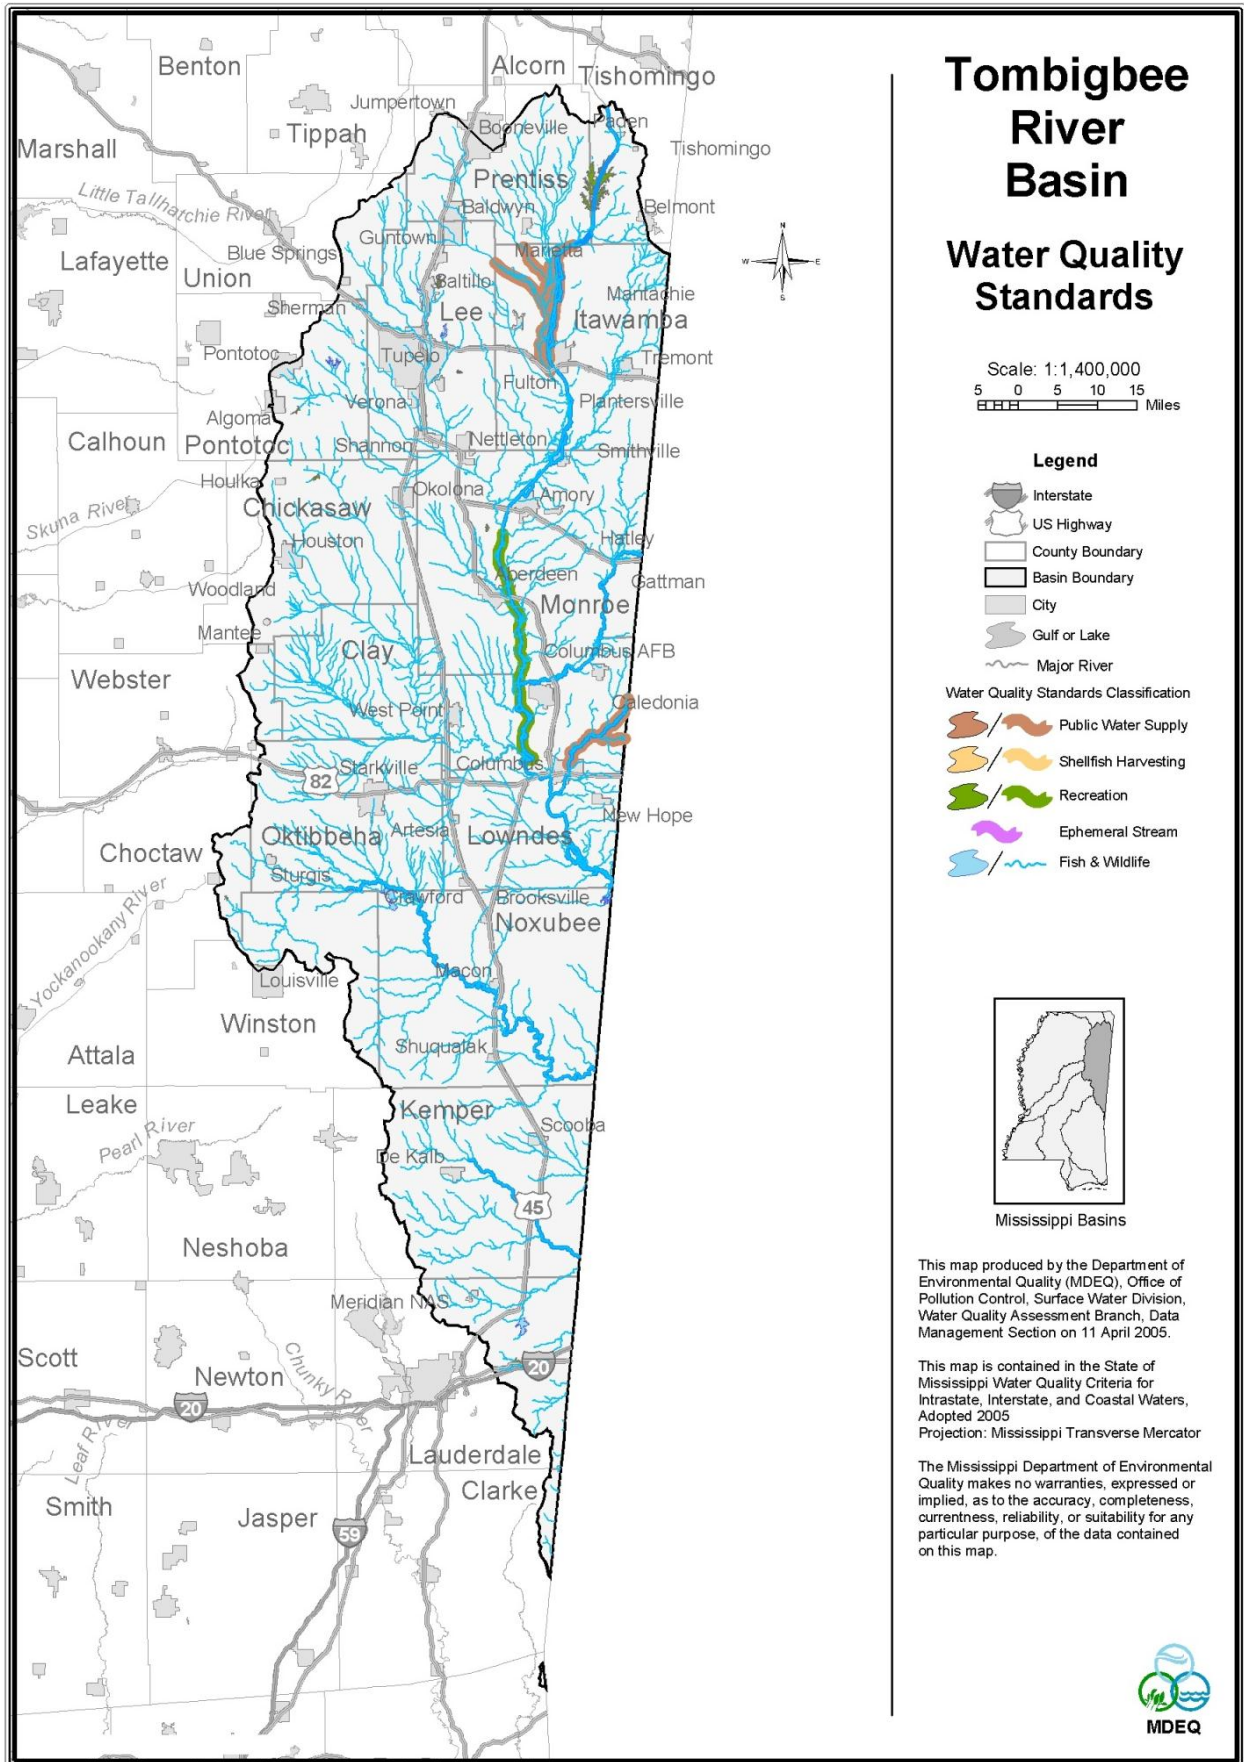 Tombigbee
River
Basin
Water Quality
Standards
Scale: 1:1,400,000
5 0 5 10 15
Miles
N
W E
S
Legend
Interstate
US Highway
County Boundary
Basin Boundary
City
Gulf or Lake
Major River
Water Quality Standards Classification
Public Water Supply
Shellfish Harvesting
Recreation
Ephemeral Stream
Fish & Wildlife
Mississippi Basins
This map produced by the Department of
Environmental Quality (MDEQ), Office of
Pollution Control, Surface Water Division,
Water Quality Assessment Branch, Data
Management Section on 11 April 2005.
This map is contained in the State of
Mississippi Water Quality Criteria for
Intrastate, Interstate, and Coastal Waters,
Adopted 2005
Projection: Mississippi Transverse Mercator
The Mississippi Department of Environmental
Quality makes no warranties, expressed or
implied, as to the accuracy, completeness,
currentness, reliability, or suitability for any
particular purpose, of the data contained
on this map.
MDEQ
Benton
Alcorn
Tishomingo
Jumpertown
Booneville
Paden
Tippah
Marshall
Tishomingo
Prentiss
Little Tallharchie River
Baldwyn
Belmont
Guntown
Blue Springs
Marietta
Lafayette
Union
Saltillo
Mantachie
Sherman
Lee
Itawamba
Pontotoc
Tupelo
Tremont
Fulton
Verona
Plantersville
Algoma
Calhoun
Pontotoc
Shannon
Nettleton
Smithville
Houlka
Okolona
Amory
Chickasaw
Skuna River
Houston
Hatley
Aberdeen
Gattman
Woodland
Monroe
Mantee
Clay
Columbus AFB
Webster
Caledonia
West Point
Starkville
Columbus
82
New Hope
Oktibbeha
Artesia
Lowndes
Choctaw
Sturgis
Crawford
Brooksville
Noxubee
Yockanookany River
Macon
Louisville
Winston
Shuqualak
Attala
Leake
Kemper
Scooba
Pearl River
De Kalb
45
Neshoba
Meridian NAS
Scott
Newton
Chunky River
20
20
Leaf River
Lauderdale
Clarke
Smith
Jasper
59